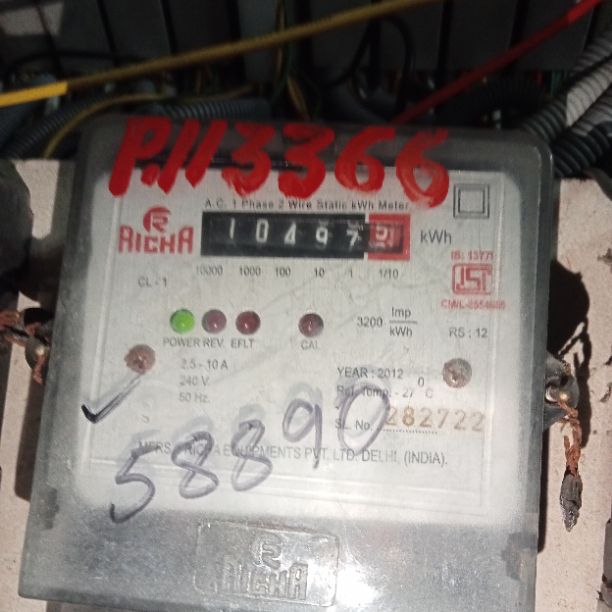 P.113366
A.C. 1 Phase 2 Wire Static kWh Meter
RICHA
10497 kWh
10000 1000 100 10 1 1/10
CL - 1
IS: 13779
CM/L-
3200 Imp/kWh
RS : 12
POWER REV. EFLT CAL
2.5 - 10 A
240 V.
50 Hz.
YEAR : 2012
Ref. Temp. - 27 °C
S
SL. No. 282722
58890
RICHA EQUIPMENTS PVT. LTD. DELHI, (INDIA).
RICHA